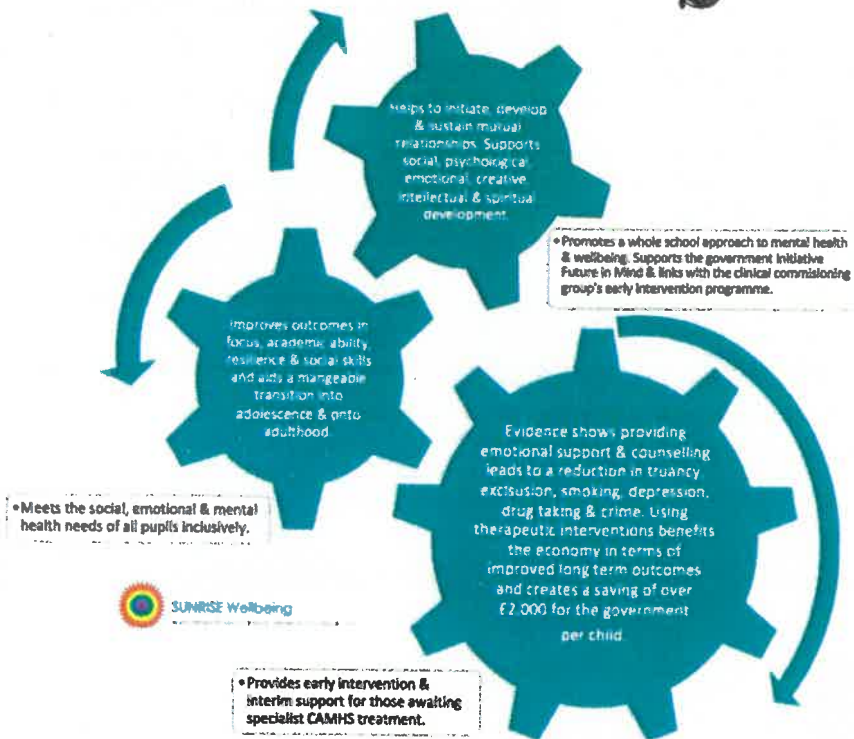 Helps to initiate, develop
& sustain mutual
relationships. Supports
social, psychological,
emotional, creative,
intellectual & spiritual
development.
• Promotes a whole school approach to mental health
& wellbeing. Supports the government initiative
Future in Mind & links with the clinical commisioning
group's early intervention programme.
Improves outcomes in
focus, academic ability,
resilience & social skills
and aids a mangeable
transition into
adolescence & onto
adulthood.
• Meets the social, emotional & mental
health needs of all pupils inclusively.
Evidence shows providing
emotional support & counselling
leads to a reduction in truancy,
exclsusion, smoking, depression,
drug taking & crime. Using
therapeutic interventions benefits
the economy in terms of
improved long term outcomes
and creates a saving of over
£2,000 for the government
per child.
SUNRISE Wellbeing
• Provides early intervention &
interim support for those awaiting
specialist CAMHS treatment.